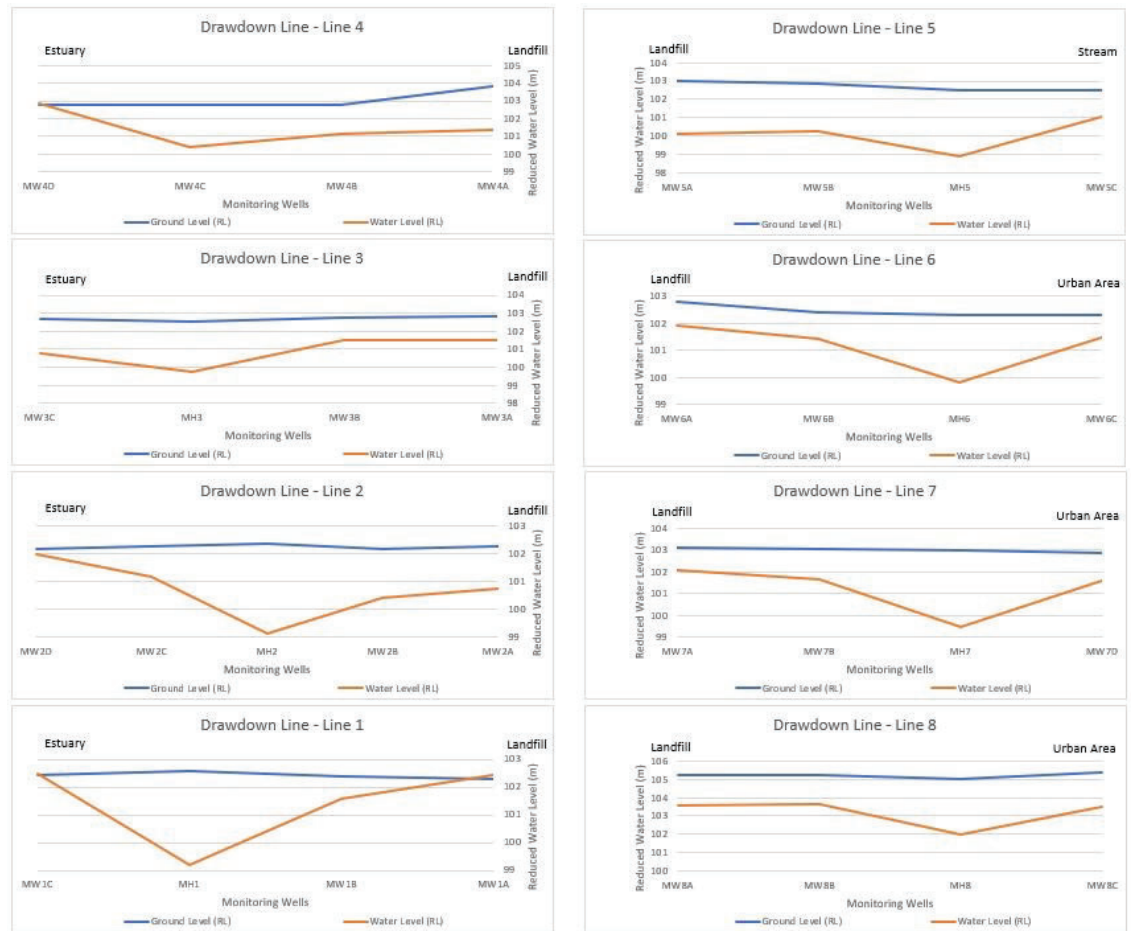 Drawdown Line - Line 4
Estuary
Landfill
105
104
103
102
101
100
99
Reduced Water Level (m)
MW4D MW4C MW4B MW4A
Monitoring Wells
Ground Level (RL) Water Level (RL)
Drawdown Line - Line 5
Landfill
Stream
104
103
102
101
100
99
98
Reduced Water Level (m)
MW5A MW5B MH5 MW5C
Monitoring Wells
Ground Level (RL) Water Level (RL)
Drawdown Line - Line 3
Estuary
Landfill
104
103
102
101
100
99
98
Reduced Water Level (m)
MW3C MH3 MW3B MW3A
Monitoring Wells
Ground Level (RL) Water Level (RL)
Drawdown Line - Line 6
Landfill
Urban Area
103
102
101
100
99
Reduced Water Level (m)
MW6A MW6B MH6 MW6C
Monitoring Wells
Ground Level (RL) Water Level (RL)
Drawdown Line - Line 2
Estuary
Landfill
103
102
101
100
99
Reduced Water Level (m)
MW2D MW2C MH2 MW2B MW2A
Monitoring Wells
Ground Level (RL) Water Level (RL)
Drawdown Line - Line 7
Landfill
Urban Area
104
103
102
101
100
99
Reduced Water Level (m)
MW7A MW7B MH7 MW7D
Monitoring Wells
Ground Level (RL) Water Level (RL)
Drawdown Line - Line 1
Estuary
Landfill
103
102
101
100
99
Reduced Water Level (m)
MW1C MH1 MW1B MW1A
Monitoring Wells
Ground Level (RL) Water Level (RL)
Drawdown Line - Line 8
Landfill
Urban Area
106
105
104
103
102
101
100
Reduced Water Level (m)
MW8A MW8B MH8 MW8C
Monitoring Wells
Ground Level (RL) Water Level (RL)